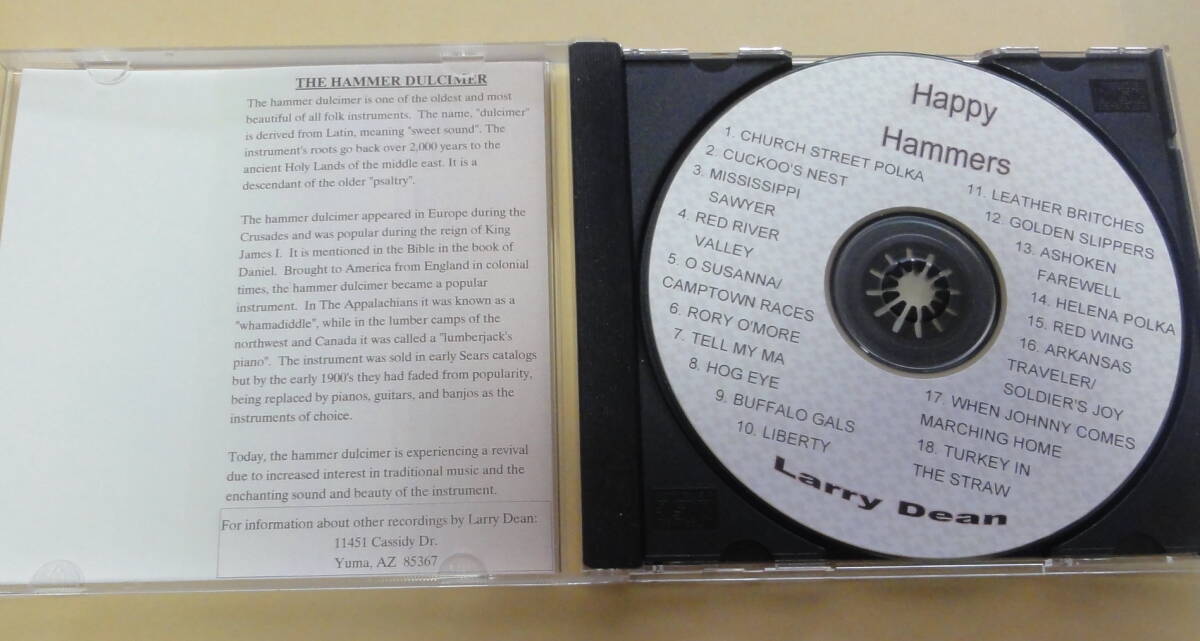 THE HAMMER DULCIMER
The hammer dulcimer is one of the oldest and most
beautiful of all folk instruments. The name, "dulcimer"
is derived from Latin, meaning "sweet sound". The
instrument's roots go back over 2,000 years to the
ancient Holy Lands of the middle east. It is a
descendant of the older "psaltry".
The hammer dulcimer appeared in Europe during the
Crusades and was popular during the reign of King
James I. It is mentioned in the Bible in the book of
Daniel. Brought to America from England in colonial
times, the hammer dulcimer became a popular
instrument. In The Appalachians it was known as a
"whamadiddle", while in the lumber camps of the
northwest and Canada it was called a "lumberjack's
piano". The instrument was sold in early Sears catalogs
but by the early 1900's they had faded from popularity,
being replaced by pianos, guitars, and banjos as the
instruments of choice.
Today, the hammer dulcimer is experiencing a revival
due to increased interest in traditional music and the
enchanting sound and beauty of the instrument.
For information about other recordings by Larry Dean:
11451 Cassidy Dr.
Yuma, AZ 85367
Happy
Hammers
1. CHURCH STREET POLKA
2. CUCKOO'S NEST
3. MISSISSIPPI
SAWYER
4. RED RIVER
VALLEY
5. O SUSANNA/
CAMPTOWN RACES
6. RORY O'MORE
7. TELL MY MA
8. HOG EYE
9. BUFFALO GALS
10. LIBERTY
11. LEATHER BRITCHES
12. GOLDEN SLIPPERS
13. ASHOKEN
FAREWELL
14. HELENA POLKA
15. RED WING
16. ARKANSAS
TRAVELER/
SOLDIER'S JOY
17. WHEN JOHNNY COMES
MARCHING HOME
18. TURKEY IN
THE STRAW
Larry Dean